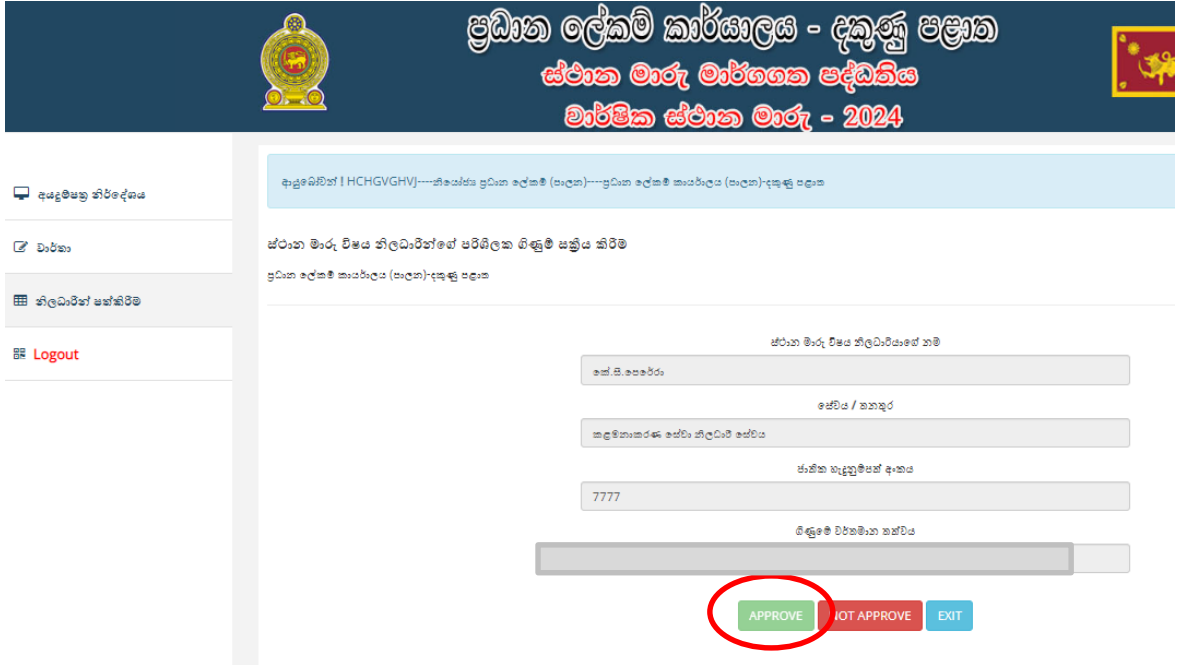 ප්‍රධාන ලේකම් කාර්යාලය - දකුණු පළාත
ස්ථාන මාරු මාර්ගගත පද්ධතිය
වාර්ෂික ස්ථාන මාරු - 2024
අයදුම්පත්‍ර නිර්දේශය
වාර්තා
නිලධාරීන් පත්කිරීම
Logout
ආයුබෝවන් ! HCHGVGHVJ----නියෝජ්‍ය ප්‍රධාන ලේකම් (පාලන)----ප්‍රධාන ලේකම් කාර්යාලය (පාලන)-දකුණු පළාත
ස්ථාන මාරු විෂය නිලධාරීන්ගේ පරිශීලක ගිණුම් සක්‍රීය කිරීම
ප්‍රධාන ලේකම් කාර්යාලය (පාලන)-දකුණු පළාත
ස්ථාන මාරු විෂය නිලධාරියාගේ නම
කේ.සී.පෙරේරා
සේවය / තනතුර
කළමනාකරණ සේවා නිලධාරී සේවය
ජාතික හැඳුනුම්පත් අංකය
7777
ගිණුමේ වර්තමාන තත්වය
APPROVE
NOT APPROVE
EXIT